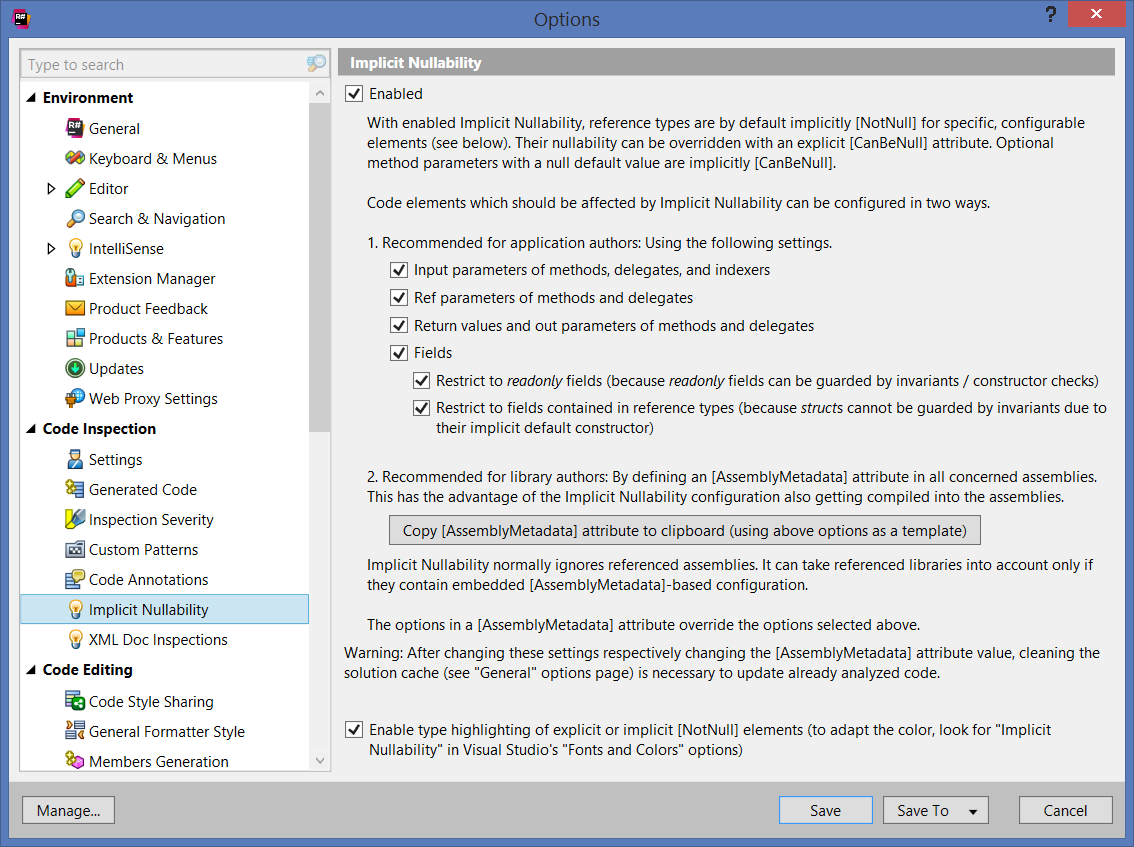 Options
?
Type to search
Environment
R# General
Keyboard & Menus
Editor
Search & Navigation
IntelliSense
Extension Manager
Product Feedback
Products & Features
Updates
Web Proxy Settings
Code Inspection
Settings
Generated Code
Inspection Severity
Custom Patterns
Code Annotations
Implicit Nullability
XML Doc Inspections
Code Editing
Code Style Sharing
General Formatter Style
Members Generation
Implicit Nullability
Enabled
With enabled Implicit Nullability, reference types are by default implicitly [NotNull] for specific, configurable
elements (see below). Their nullability can be overridden with an explicit [CanBeNull] attribute. Optional
method parameters with a null default value are implicitly [CanBeNull].
Code elements which should be affected by Implicit Nullability can be configured in two ways.
1. Recommended for application authors: Using the following settings.
Input parameters of methods, delegates, and indexers
Ref parameters of methods and delegates
Return values and out parameters of methods and delegates
Fields
Restrict to readonly fields (because readonly fields can be guarded by invariants / constructor checks)
Restrict to fields contained in reference types (because structs cannot be guarded by invariants due to
their implicit default constructor)
2. Recommended for library authors: By defining an [AssemblyMetadata] attribute in all concerned assemblies.
This has the advantage of the Implicit Nullability configuration also getting compiled into the assemblies.
Copy [AssemblyMetadata] attribute to clipboard (using above options as a template)
Implicit Nullability normally ignores referenced assemblies. It can take referenced libraries into account only if
they contain embedded [AssemblyMetadata]-based configuration.
The options in a [AssemblyMetadata] attribute override the options selected above.
Warning: After changing these settings respectively changing the [AssemblyMetadata] attribute value, cleaning the
solution cache (see "General" options page) is necessary to update already analyzed code.
Enable type highlighting of explicit or implicit [NotNull] elements (to adapt the color, look for "Implicit
Nullability" in Visual Studio's "Fonts and Colors" options)
Manage...
Save
Save To
Cancel